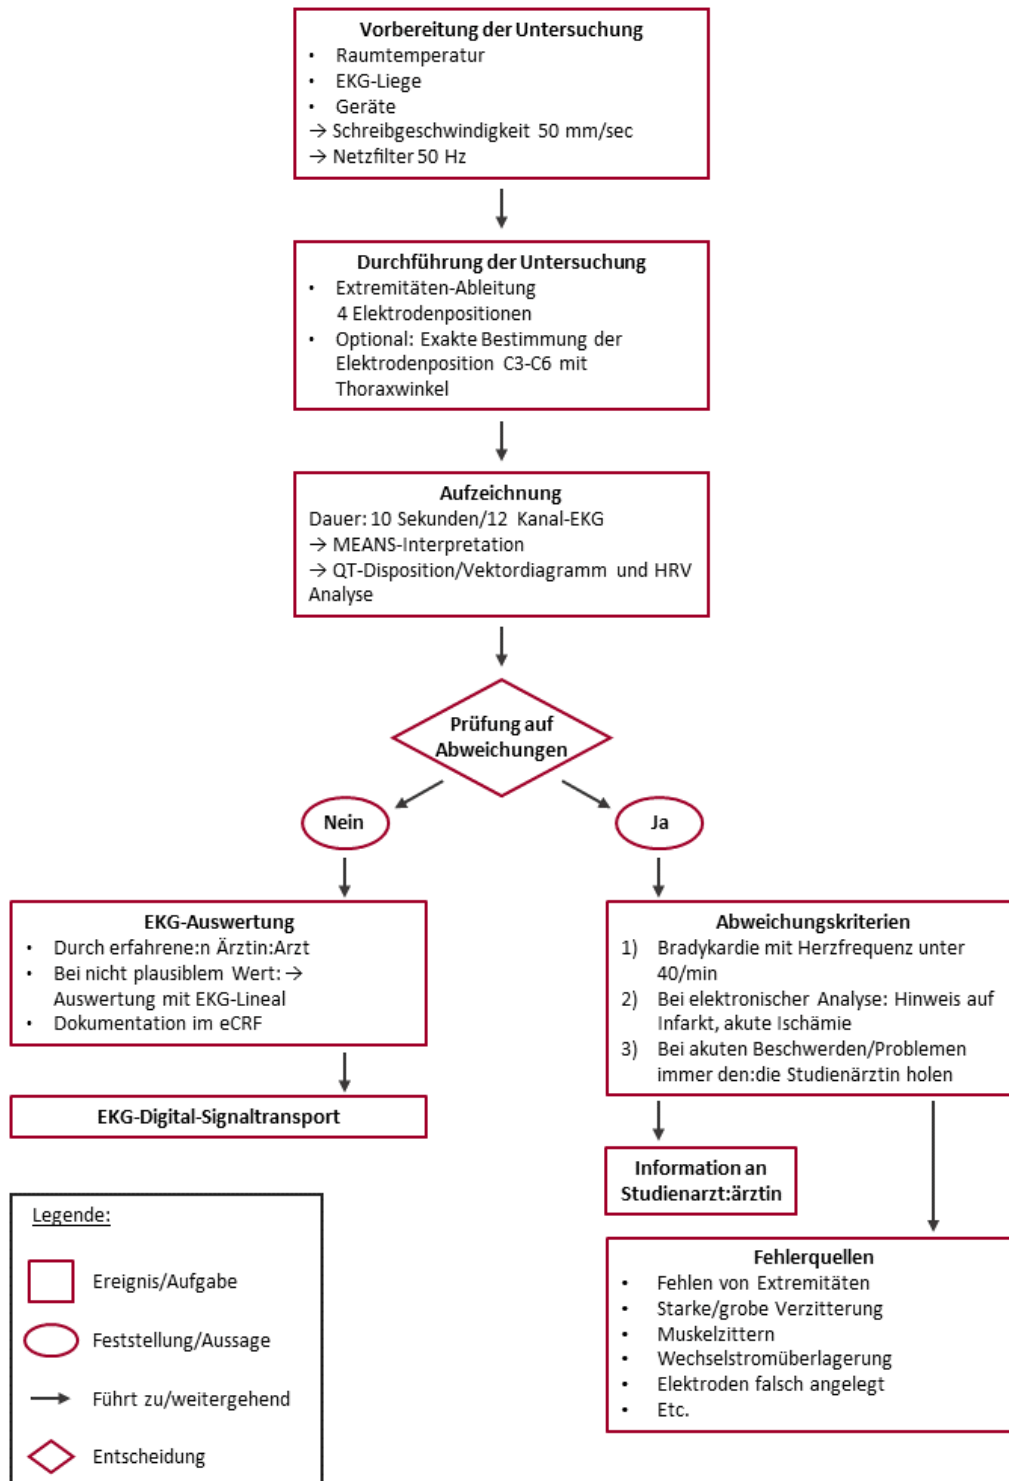 Vorbereitung der Untersuchung
• Raumtemperatur
• EKG-Liege
• Geräte
→ Schreibgeschwindigkeit 50 mm/sec
→ Netzfilter 50 Hz
Durchführung der Untersuchung
• Extremitäten-Ableitung
4 Elektrodenpositionen
• Optional: Exakte Bestimmung der
Elektrodenposition C3-C6 mit
Thoraxwinkel
Aufzeichnung
Dauer: 10 Sekunden/12 Kanal-EKG
→ MEANS-Interpretation
→ QT-Disposition/Vektordiagramm und HRV
Analyse
Prüfung auf
Abweichungen
Nein
Ja
EKG-Auswertung
• Durch erfahrene:n Ärztin:Arzt
• Bei nicht plausiblem Wert: →
Auswertung mit EKG-Lineal
• Dokumentation im eCRF
EKG-Digital-Signaltransport
Abweichungskriterien
1) Bradykardie mit Herzfrequenz unter
40/min
2) Bei elektronischer Analyse: Hinweis auf
Infarkt, akute Ischämie
3) Bei akuten Beschwerden/Problemen
immer den:die Studienärztin holen
Information an
Studienarzt:ärztin
Fehlerquellen
• Fehlen von Extremitäten
• Starke/grobe Verzitterung
• Muskelzittern
• Wechselstromüberlagerung
• Elektroden falsch angelegt
• Etc.
Legende:
Ereignis/Aufgabe
Feststellung/Aussage
Führt zu/weitergehend
Entscheidung